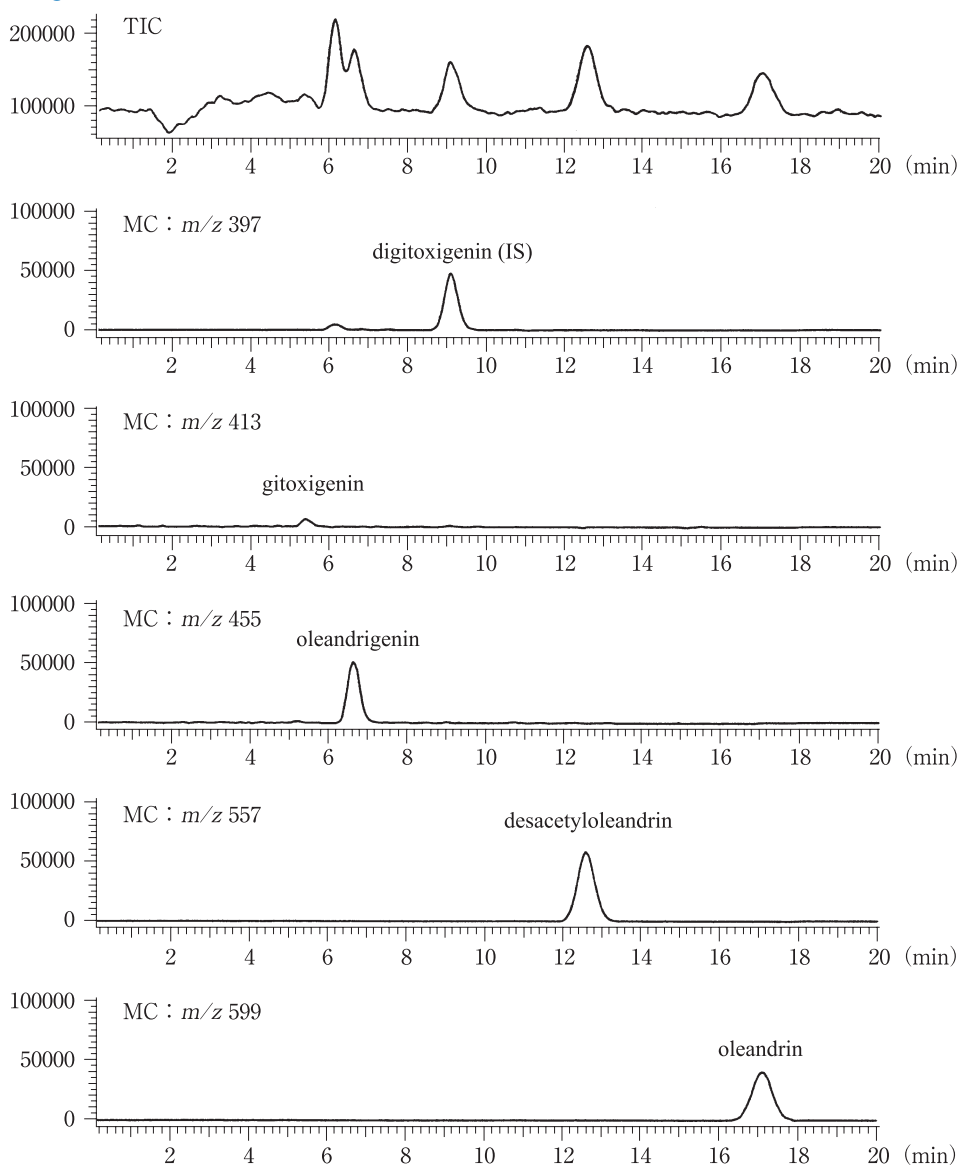 TIC
200000
100000
2 4 6 8 10 12 14 16 18 20 (min)
MC：m/z 397
digitoxigenin (IS)
100000
50000
0
2 4 6 8 10 12 14 16 18 20 (min)
MC：m/z 413
gitoxigenin
100000
50000
0
2 4 6 8 10 12 14 16 18 20 (min)
MC：m/z 455
oleandrigenin
100000
50000
0
2 4 6 8 10 12 14 16 18 20 (min)
MC：m/z 557
desacetyloleandrin
100000
50000
0
2 4 6 8 10 12 14 16 18 20 (min)
MC：m/z 599
oleandrin
100000
50000
0
2 4 6 8 10 12 14 16 18 20 (min)